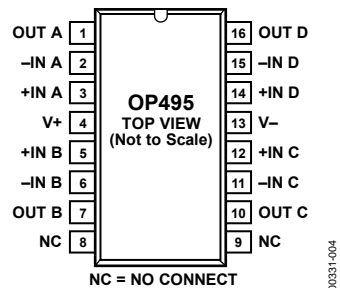 OUT A 1 16 OUT D
–IN A 2 15 –IN D
+IN A 3 14 +IN D
OP495
V+ 4 TOP VIEW 13 V–
(Not to Scale)
+IN B 5 12 +IN C
–IN B 6 11 –IN C
OUT B 7 10 OUT C
NC 8 9 NC
NC = NO CONNECT
00331-004